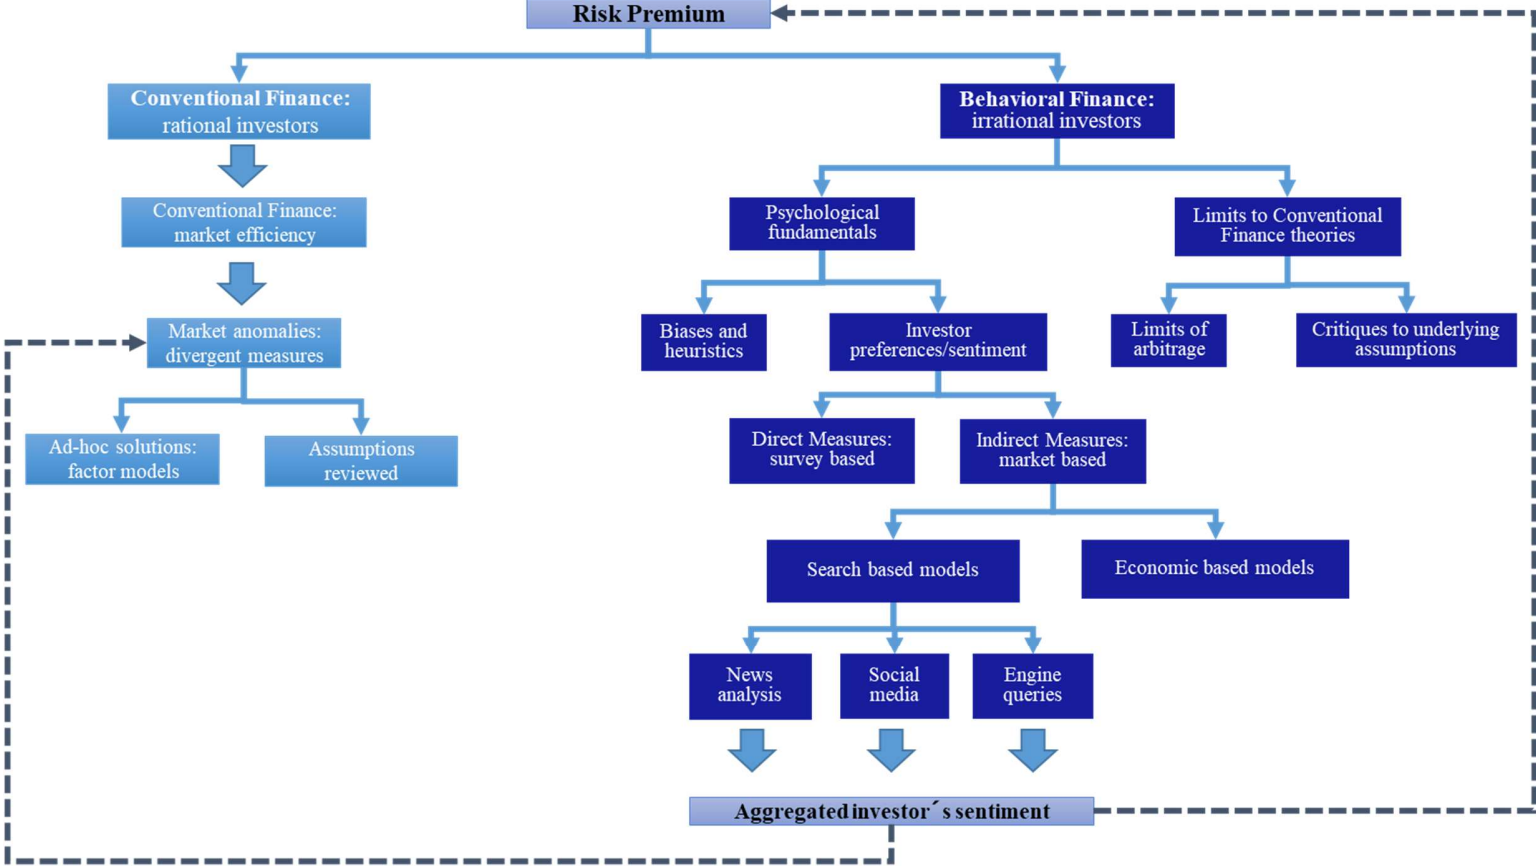 Risk Premium
Conventional Finance:
rational investors
Behavioral Finance:
irrational investors
Conventional Finance:
market efficiency
Psychological
fundamentals
Limits to Conventional
Finance theories
Market anomalies:
divergent measures
Biases and
heuristics
Investor
preferences/sentiment
Limits of
arbitrage
Critiques to underlying
assumptions
Ad-hoc solutions:
factor models
Assumptions
reviewed
Direct Measures:
survey based
Indirect Measures:
market based
Search based models
Economic based models
News
analysis
Social
media
Engine
queries
Aggregated investor´s sentiment